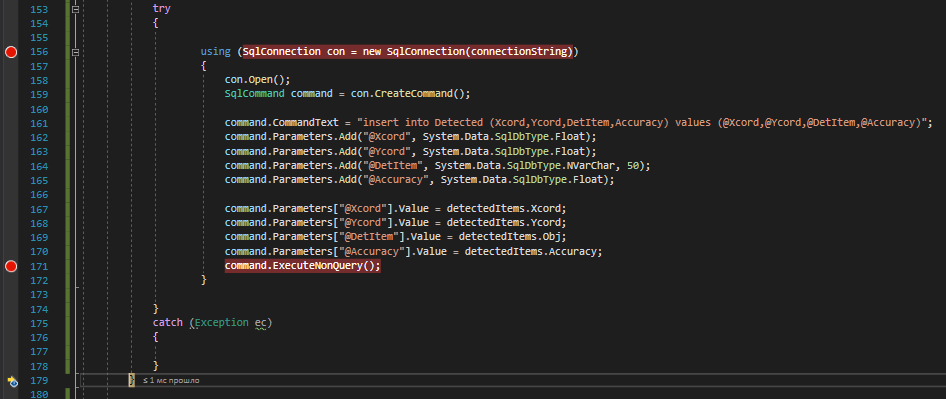 153 try
154 {
155
156 using (SqlConnection con = new SqlConnection(connectionString))
157 {
158 con.Open();
159 SqlCommand command = con.CreateCommand();
160
161 command.CommandText = "insert into Detected (Xcord,Ycord,DetItem,Accuracy) values (@Xcord,@Ycord,@DetItem,@Accuracy)";
162 command.Parameters.Add("@Xcord", System.Data.SqlDbType.Float);
163 command.Parameters.Add("@Ycord", System.Data.SqlDbType.Float);
164 command.Parameters.Add("@DetItem", System.Data.SqlDbType.NVarChar, 50);
165 command.Parameters.Add("@Accuracy", System.Data.SqlDbType.Float);
166
167 command.Parameters["@Xcord"].Value = detectedItems.Xcord;
168 command.Parameters["@Ycord"].Value = detectedItems.Ycord;
169 command.Parameters["@DetItem"].Value = detectedItems.Obj;
170 command.Parameters["@Accuracy"].Value = detectedItems.Accuracy;
171 command.ExecuteNonQuery();
172 }
173
174 }
175 catch (Exception ec)
176 {
177
178 }
179 } ≤ 1 мс прошло
180